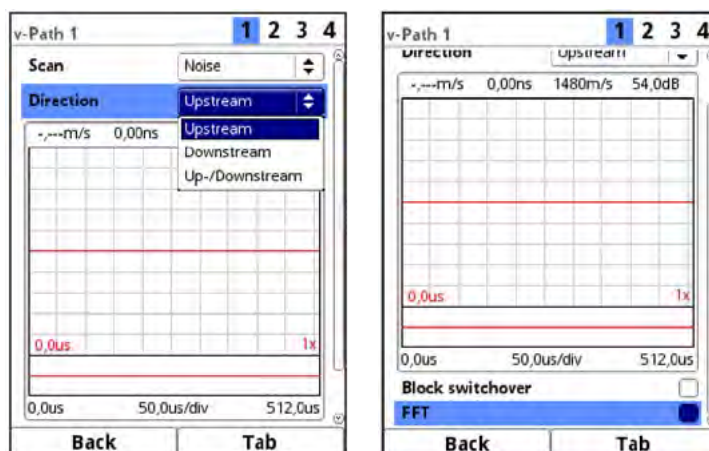 v-Path 1 1 2 3 4
Scan Noise
Direction Upstream
Upstream
Downstream
Up-/Downstream
-,---m/s 0,00ns
0,0us 1x
0,0us 50,0us/div 512,0us
Back Tab
v-Path 1 1 2 3 4
Direction Upstream
-,---m/s 0,00ns 1480m/s 54,0dB
0,0us 1x
0,0us 50,0us/div 512,0us
Block switchover
FFT
Back Tab